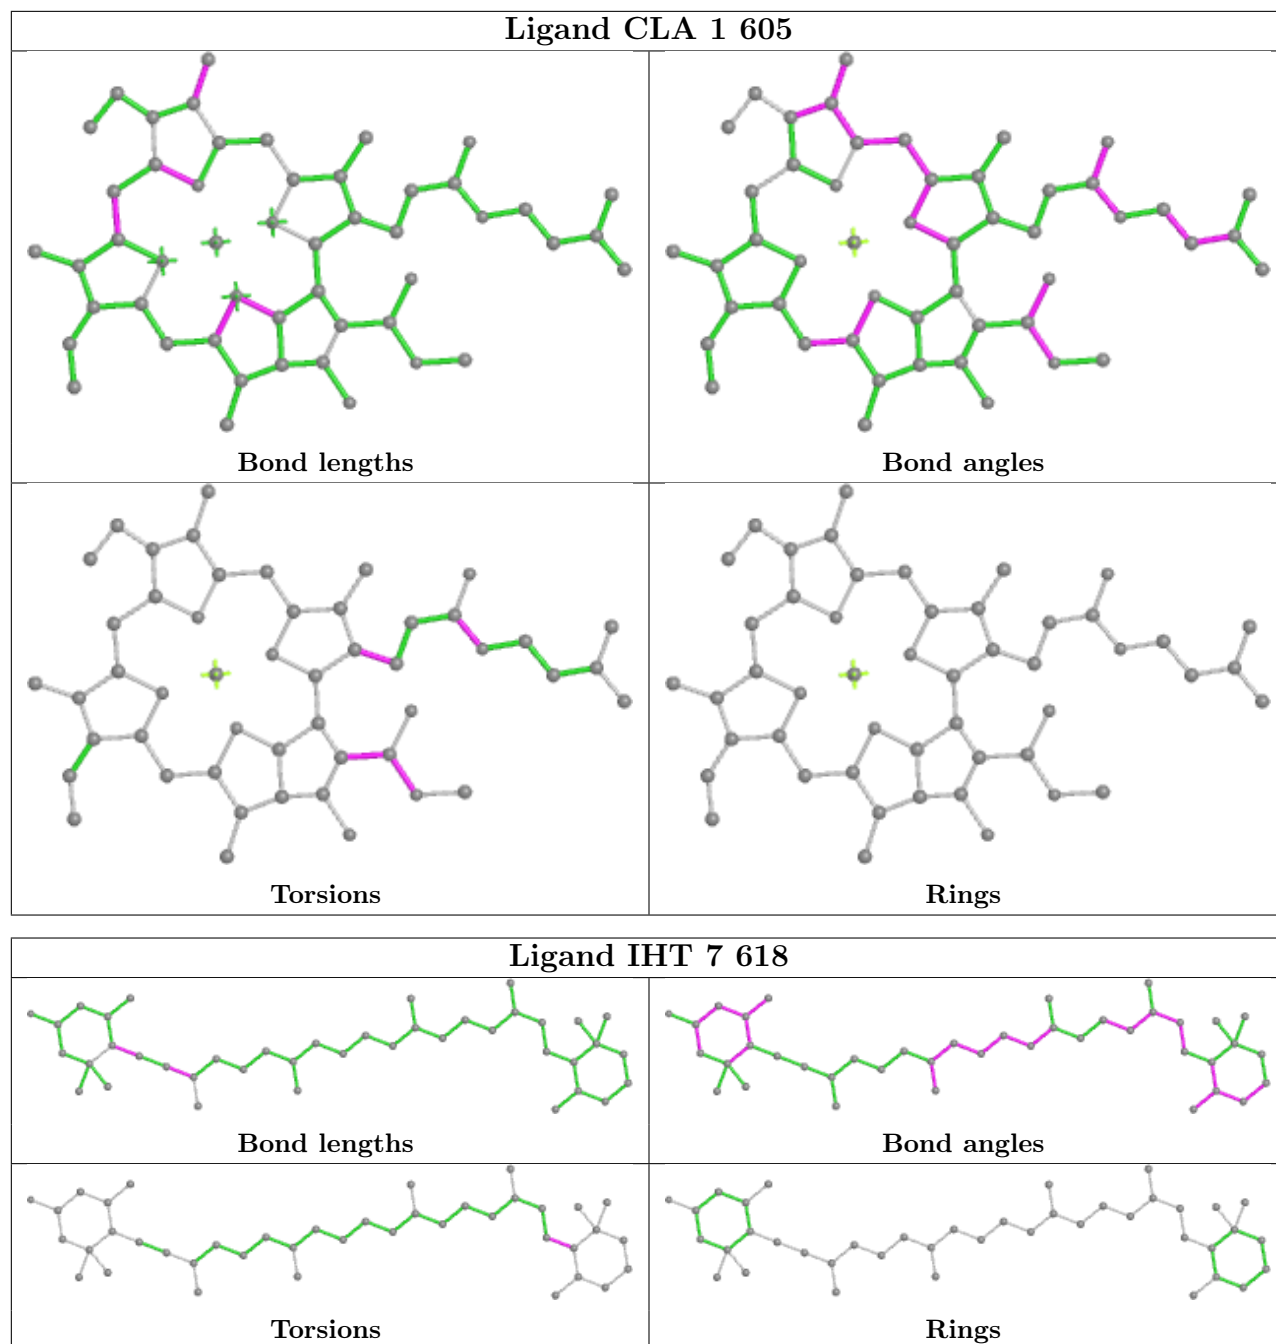 Ligand CLA 1 605
Bond lengths
Bond angles
Torsions
Rings
Ligand IHT 7 618
Bond lengths
Bond angles
Torsions
Rings